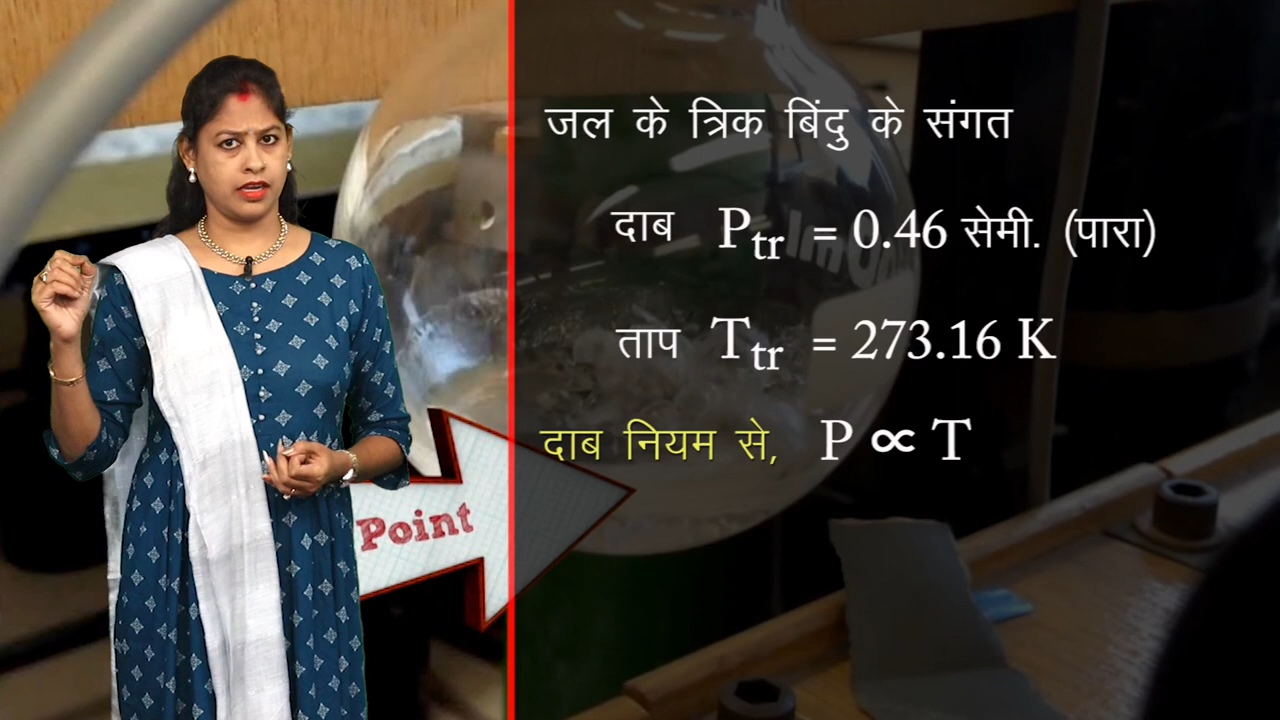 जल के त्रिक बिंदु के संगत
दाब Ptr = 0.46 सेमी. (पारा)
ताप Ttr = 273.16 K
दाब नियम से, P ∝ T
Point